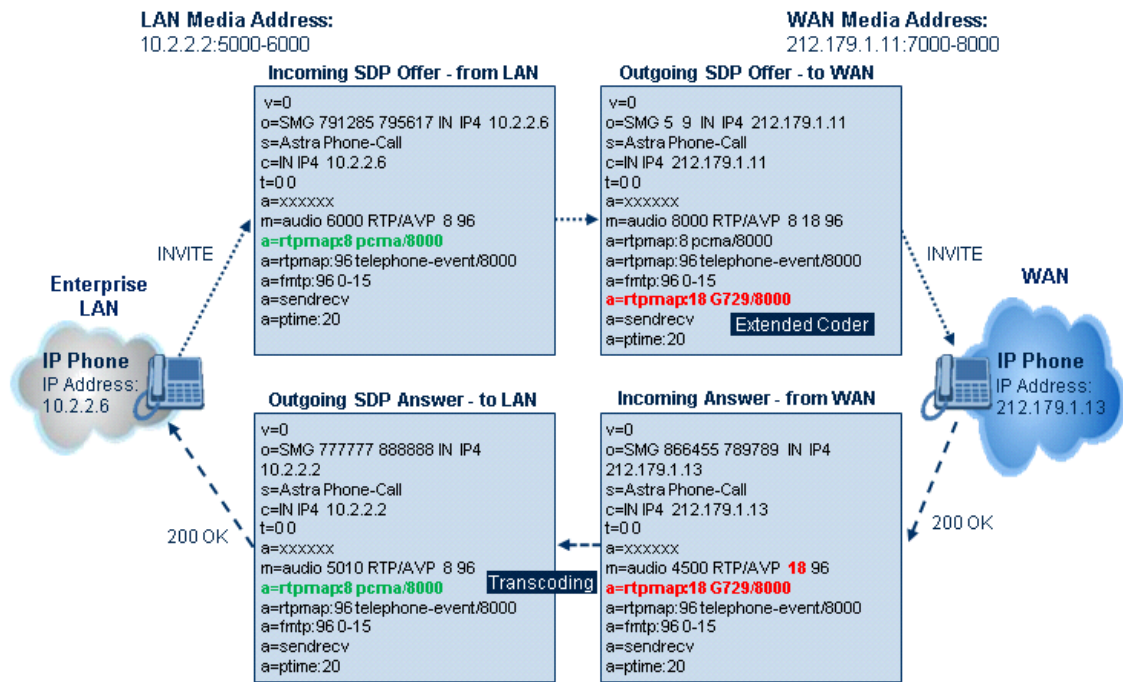 LAN Media Address:
10.2.2.2:5000-6000
WAN Media Address:
212.179.1.11:7000-8000
Incoming SDP Offer - from LAN
v=0
o=SMG 791285 795617 IN IP4 10.2.2.6
s=Astra Phone-Call
c=IN IP4 10.2.2.6
t=0 0
a=xxxxxx
m=audio 6000 RTP/AVP 8 96
a=rtpmap:8 pcma/8000
a=rtpmap:96 telephone-event/8000
a=fmtp:96 0-15
a=sendrecv
a=ptime:20
Outgoing SDP Offer - to WAN
v=0
o=SMG 5 9 IN IP4 212.179.1.11
s=Astra Phone-Call
c=IN IP4 212.179.1.11
t=0 0
a=xxxxxx
m=audio 8000 RTP/AVP 8 18 96
a=rtpmap:8 pcma/8000
a=rtpmap:96 telephone-event/8000
a=fmtp:96 0-15
a=rtpmap:18 G729/8000
a=sendrecv
a=ptime:20
Extended Coder
INVITE
INVITE
Enterprise
LAN
IP Phone
IP Address:
10.2.2.6
WAN
IP Phone
IP Address:
212.179.1.13
Outgoing SDP Answer - to LAN
v=0
o=SMG 777777 888888 IN IP4
10.2.2.2
s=Astra Phone-Call
c=IN IP4 10.2.2.2
t=0 0
a=xxxxxx
m=audio 5010 RTP/AVP 8 96
a=rtpmap:8 pcma/8000
a=rtpmap:96 telephone-event/8000
a=fmtp:96 0-15
a=sendrecv
a=ptime:20
Transcoding
Incoming Answer - from WAN
v=0
o=SMG 866455 789789 IN IP4
212.179.1.13
s=Astra Phone-Call
c=IN IP4 212.179.1.13
t=0 0
a=xxxxxx
m=audio 4500 RTP/AVP 18 96
a=rtpmap:18 G729/8000
a=rtpmap:96 telephone-event/8000
a=fmtp:96 0-15
a=sendrecv
a=ptime:20
200 OK
200 OK